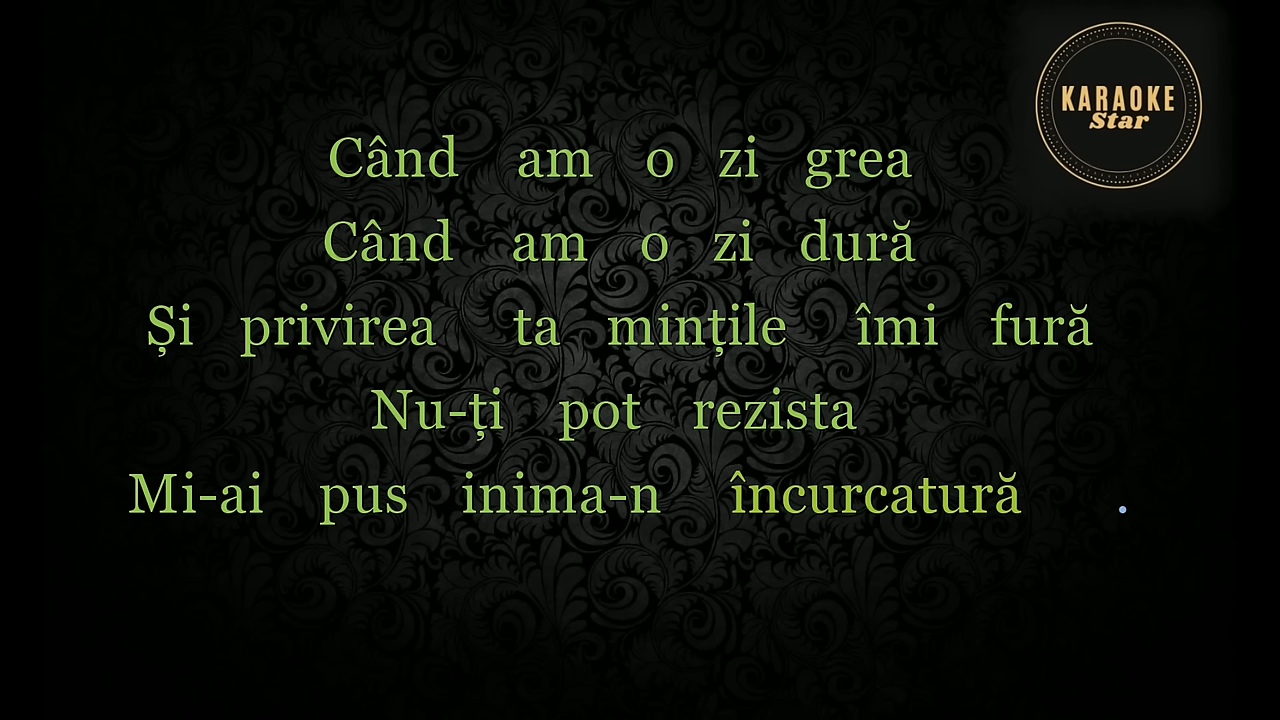 KARAOKE
Star
Când am o zi grea
Când am o zi dură
Și privirea ta mințile îmi fură
Nu-ți pot rezista
Mi-ai pus inima-n încurcatură .